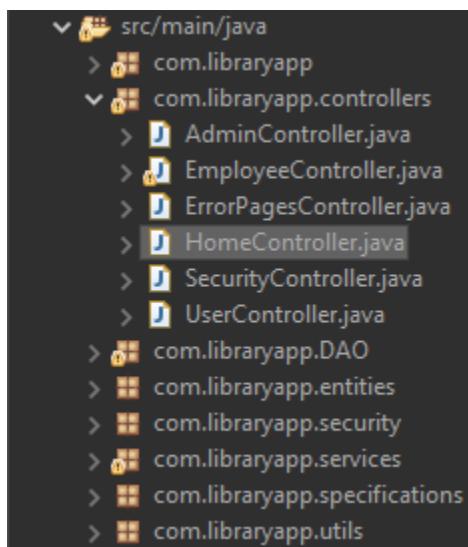 src/main/java
com.libraryapp
com.libraryapp.controllers
AdminController.java
EmployeeController.java
ErrorPagesController.java
HomeController.java
SecurityController.java
UserController.java
com.libraryapp.DAO
com.libraryapp.entities
com.libraryapp.security
com.libraryapp.services
com.libraryapp.specifications
com.libraryapp.utils